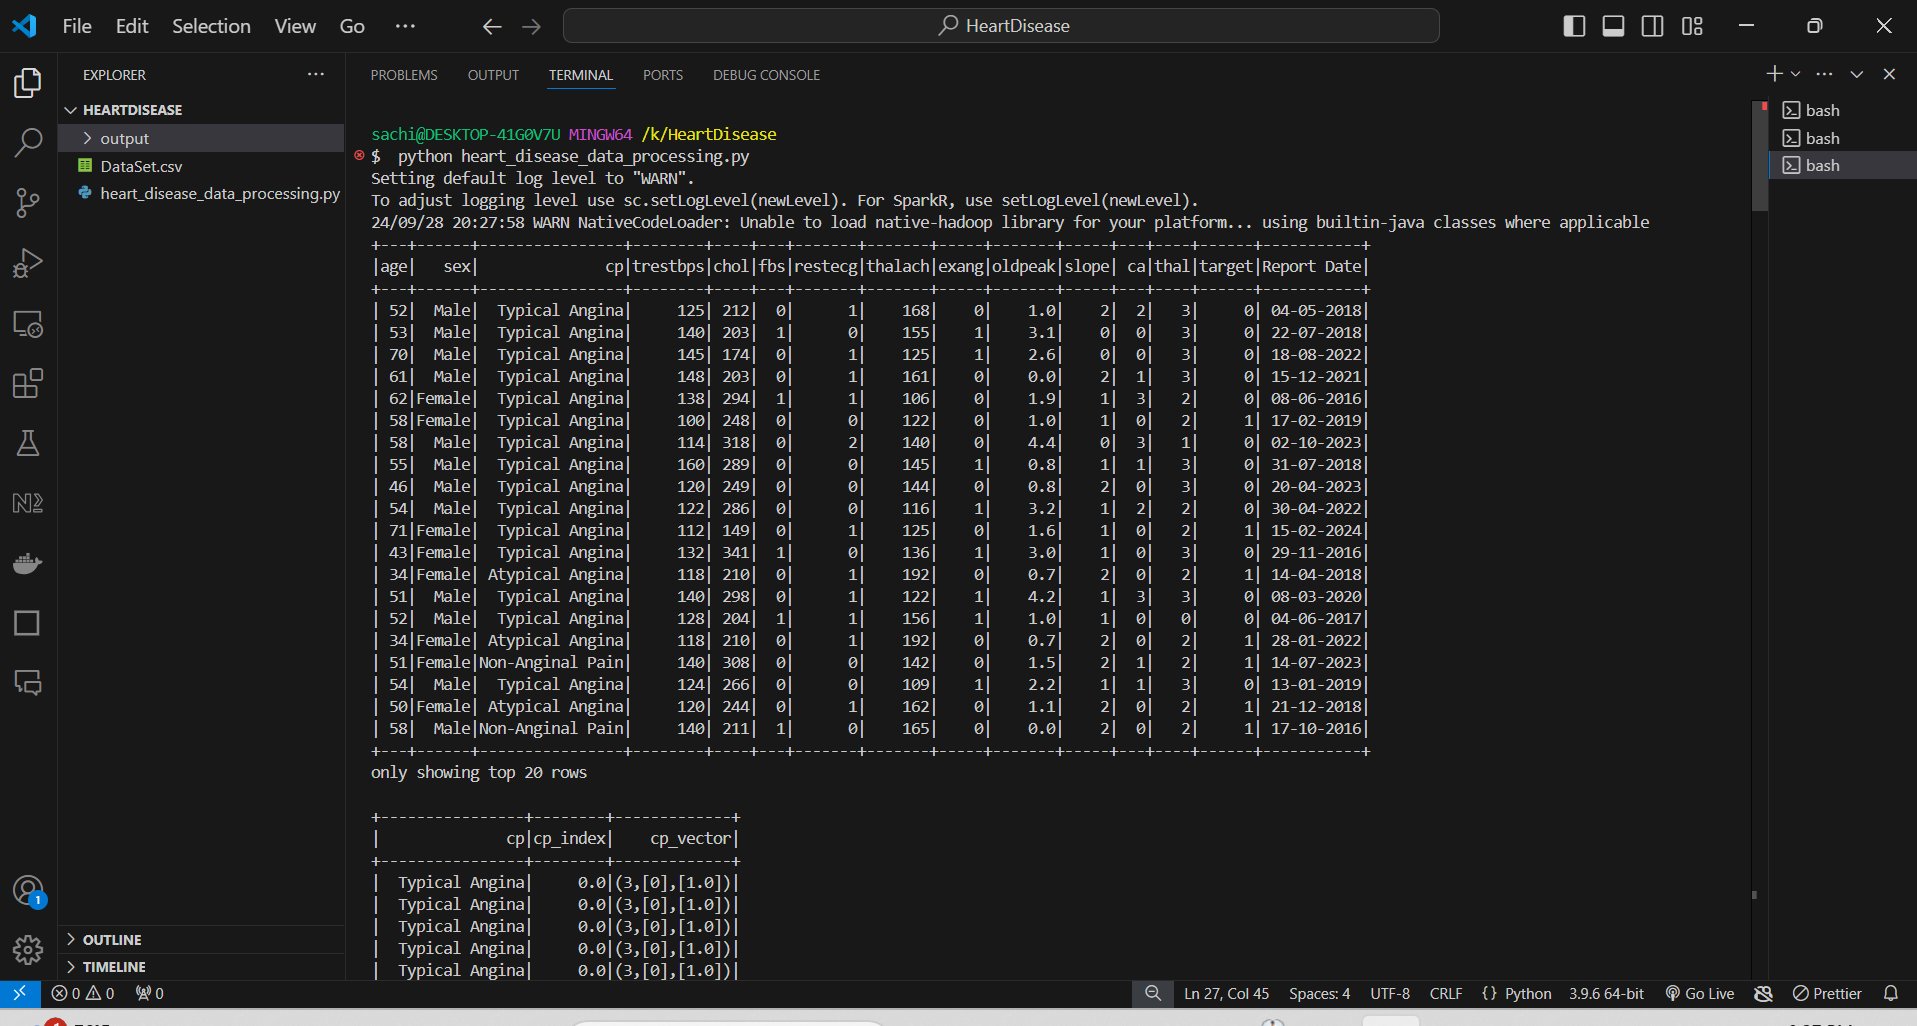 File Edit Selection View Go ··· HeartDisease
EXPLORER ···
HEARTDISEASE
output
DataSet.csv
heart_disease_data_processing.py
OUTLINE
TIMELINE
PROBLEMS OUTPUT TERMINAL PORTS DEBUG CONSOLE
sachi@DESKTOP-41G0V7U MINGW64 /k/HeartDisease
$  python heart_disease_data_processing.py
Setting default log level to "WARN".
To adjust logging level use sc.setLogLevel(newLevel). For SparkR, use setLogLevel(newLevel).
24/09/28 20:27:58 WARN NativeCodeLoader: Unable to load native-hadoop library for your platform... using builtin-java classes where applicable
+---+------+----------------+--------+----+---+-------+-------+-----+-------+-----+---+----+------+-----------+
|age|   sex|              cp|trestbps|chol|fbs|restecg|thalach|exang|oldpeak|slope| ca|thal|target|Report Date|
+---+------+----------------+--------+----+---+-------+-------+-----+-------+-----+---+----+------+-----------+
| 52|  Male|  Typical Angina|     125| 212|  0|      1|    168|    0|    1.0|    2|  2|   3|     0| 04-05-2018|
| 53|  Male|  Typical Angina|     140| 203|  1|      0|    155|    1|    3.1|    0|  0|   3|     0| 22-07-2018|
| 70|  Male|  Typical Angina|     145| 174|  0|      1|    125|    1|    2.6|    0|  0|   3|     0| 18-08-2022|
| 61|  Male|  Typical Angina|     148| 203|  0|      1|    161|    0|    0.0|    2|  1|   3|     0| 15-12-2021|
| 62|Female|  Typical Angina|     138| 294|  1|      1|    106|    0|    1.9|    1|  3|   2|     0| 08-06-2016|
| 58|Female|  Typical Angina|     100| 248|  0|      0|    122|    0|    1.0|    1|  0|   2|     1| 17-02-2019|
| 58|  Male|  Typical Angina|     114| 318|  0|      2|    140|    0|    4.4|    0|  3|   1|     0| 02-10-2023|
| 55|  Male|  Typical Angina|     160| 289|  0|      0|    145|    1|    0.8|    1|  1|   3|     0| 31-07-2018|
| 46|  Male|  Typical Angina|     120| 249|  0|      0|    144|    0|    0.8|    2|  0|   3|     0| 20-04-2023|
| 54|  Male|  Typical Angina|     122| 286|  0|      0|    116|    1|    3.2|    1|  2|   2|     0| 30-04-2022|
| 71|Female|  Typical Angina|     112| 149|  0|      1|    125|    0|    1.6|    1|  0|   2|     1| 15-02-2024|
| 43|Female|  Typical Angina|     132| 341|  1|      0|    136|    1|    3.0|    1|  0|   3|     0| 29-11-2016|
| 34|Female| Atypical Angina|     118| 210|  0|      1|    192|    0|    0.7|    2|  0|   2|     1| 14-04-2018|
| 51|  Male|  Typical Angina|     140| 298|  0|      1|    122|    1|    4.2|    1|  3|   3|     0| 08-03-2020|
| 52|  Male|  Typical Angina|     128| 204|  1|      1|    156|    1|    1.0|    1|  0|   0|     0| 04-06-2017|
| 34|Female| Atypical Angina|     118| 210|  0|      1|    192|    0|    0.7|    2|  0|   2|     1| 28-01-2022|
| 51|Female|Non-Anginal Pain|     140| 308|  0|      0|    142|    0|    1.5|    2|  1|   2|     1| 14-07-2023|
| 54|  Male|  Typical Angina|     124| 266|  0|      0|    109|    1|    2.2|    1|  1|   3|     0| 13-01-2019|
| 50|Female| Atypical Angina|     120| 244|  0|      1|    162|    0|    1.1|    2|  0|   2|     1| 21-12-2018|
| 58|  Male|Non-Anginal Pain|     140| 211|  1|      0|    165|    0|    0.0|    2|  0|   2|     1| 17-10-2016|
+---+------+----------------+--------+----+---+-------+-------+-----+-------+-----+---+----+------+-----------+
only showing top 20 rows
+----------------+--------+-------------+
|              cp|cp_index|    cp_vector|
+----------------+--------+-------------+
|  Typical Angina|     0.0|(3,[0],[1.0])|
|  Typical Angina|     0.0|(3,[0],[1.0])|
|  Typical Angina|     0.0|(3,[0],[1.0])|
|  Typical Angina|     0.0|(3,[0],[1.0])|
|  Typical Angina|     0.0|(3,[0],[1.0])|
bash
bash
bash
1
0 0 0 Ln 27, Col 45 Spaces: 4 UTF-8 CRLF {} Python 3.9.6 64-bit Go Live Prettier